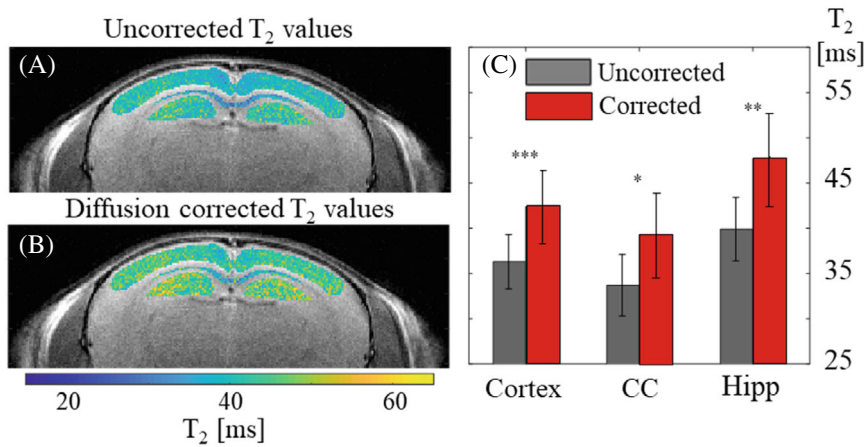 Uncorrected T₂ values
(A)
Diffusion corrected T₂ values
(B)
20 40 60
T₂ [ms]
(C)
T₂
[ms]
Uncorrected
Corrected
***
*
**
55
45
35
25
Cortex CC Hipp